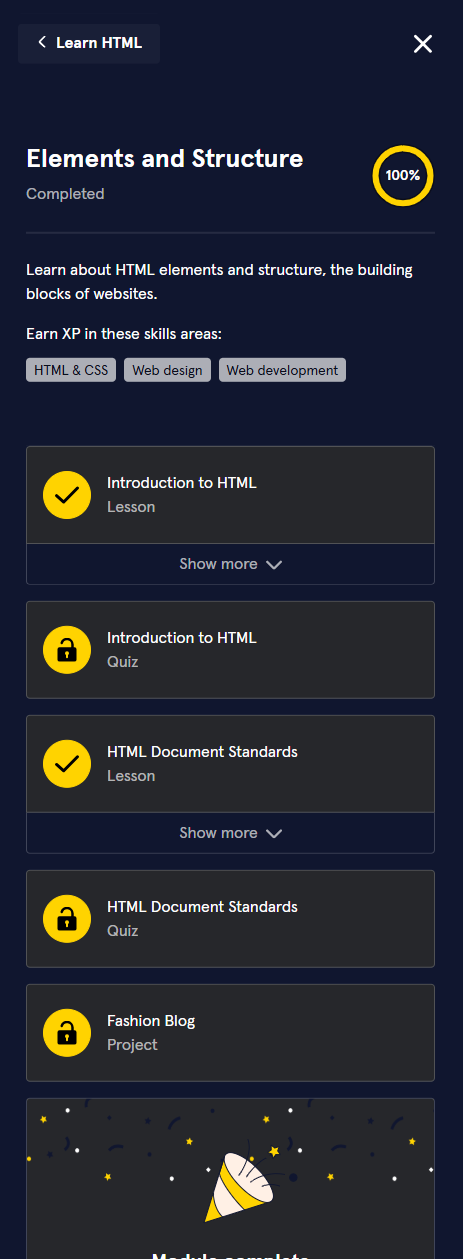 Learn HTML
Elements and Structure
Completed
100%
Learn about HTML elements and structure, the building
blocks of websites.
Earn XP in these skills areas:
HTML & CSS Web design Web development
Introduction to HTML
Lesson
Show more
Introduction to HTML
Quiz
HTML Document Standards
Lesson
Show more
HTML Document Standards
Quiz
Fashion Blog
Project
Module complete